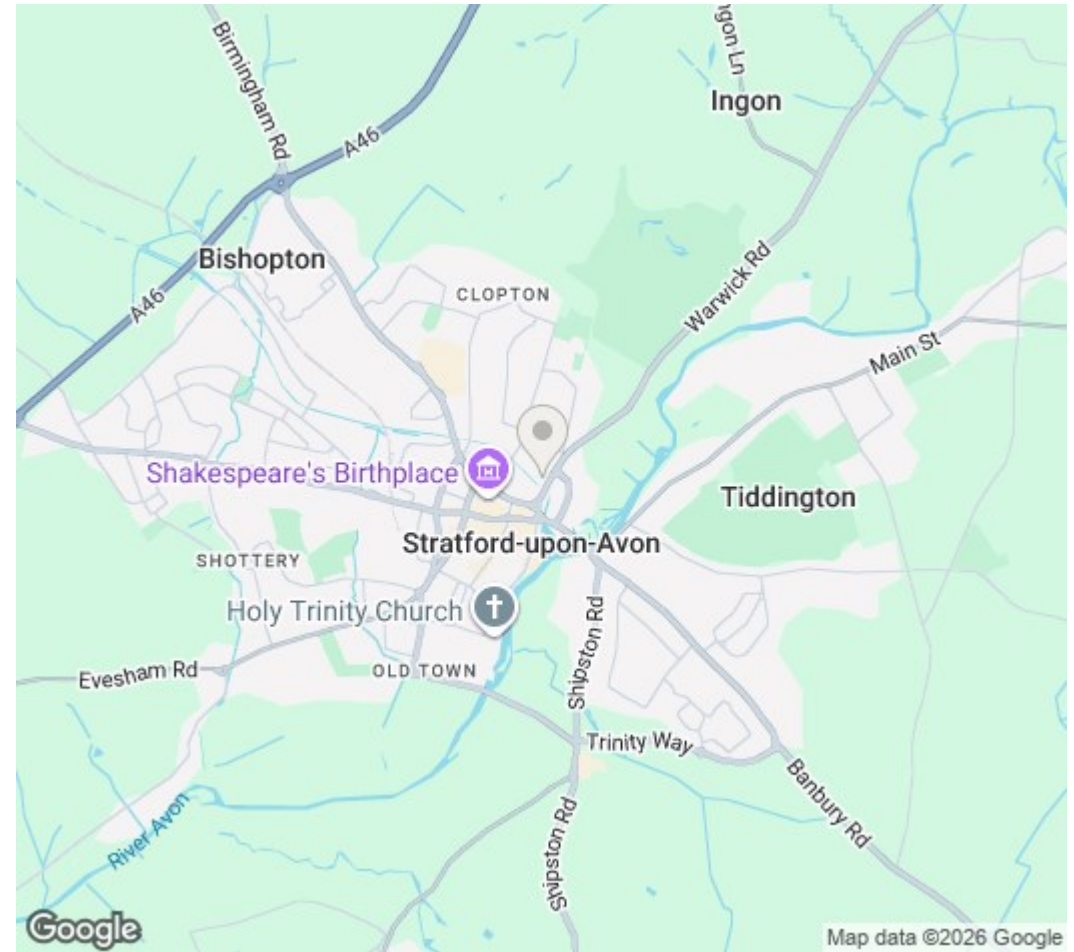 Birmingham Rd
A46
ngon Ln
Ingon
Bishopton
CLOPTON
Warwick Rd
A46
Main St
Shakespeare's Birthplace
Tiddington
Stratford-upon-Avon
SHOTTERY
Holy Trinity Church
Shipston Rd
Evesham Rd
OLD TOWN
Trinity Way
Banbury Rd
River Avon
Shipston Rd
Google
Map data ©2026 Google